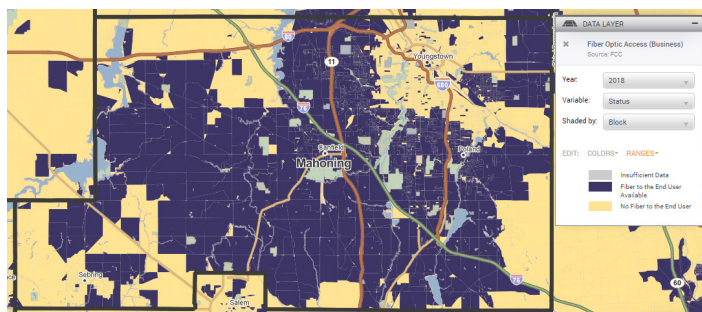 DATA LAYER
Fiber Optic Access (Business)
Source: FCC
Year: 2018
Variable: Status
Shaded by: Block
EDIT: COLORS RANGES
Insufficient Data
Fiber to the End User
Available
No Fiber to the End User
80
11
Youngstown
680
76
Canfield
Poland
Mahoning
Sebring
Salem
76
60